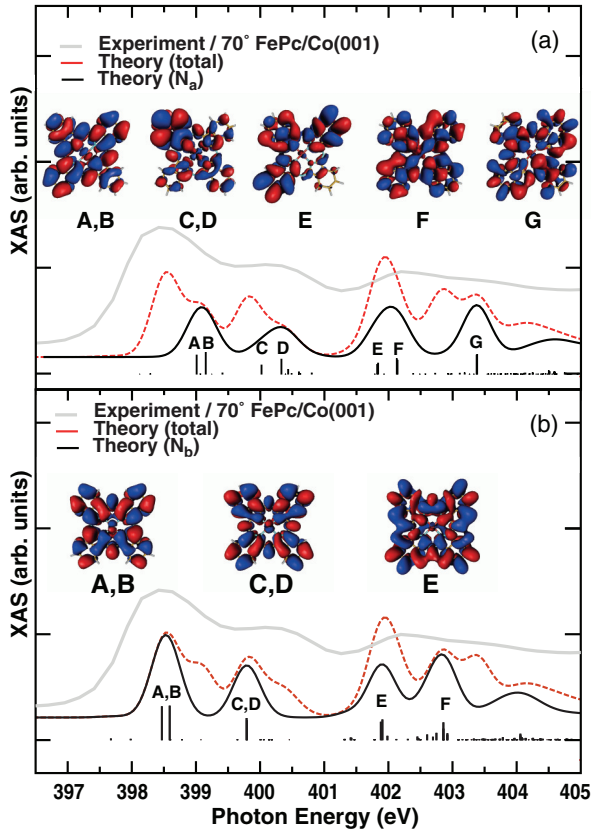 (a)
Experiment / 70° FePc/Co(001)
Theory (total)
Theory (Na)
A,B C,D E F G
XAS (arb. units)
A B C D E F G
(b)
Experiment / 70° FePc/Co(001)
Theory (total)
Theory (Nb)
A,B C,D E
XAS (arb. units)
A,B C,D E F
397 398 399 400 401 402 403 404 405
Photon Energy (eV)